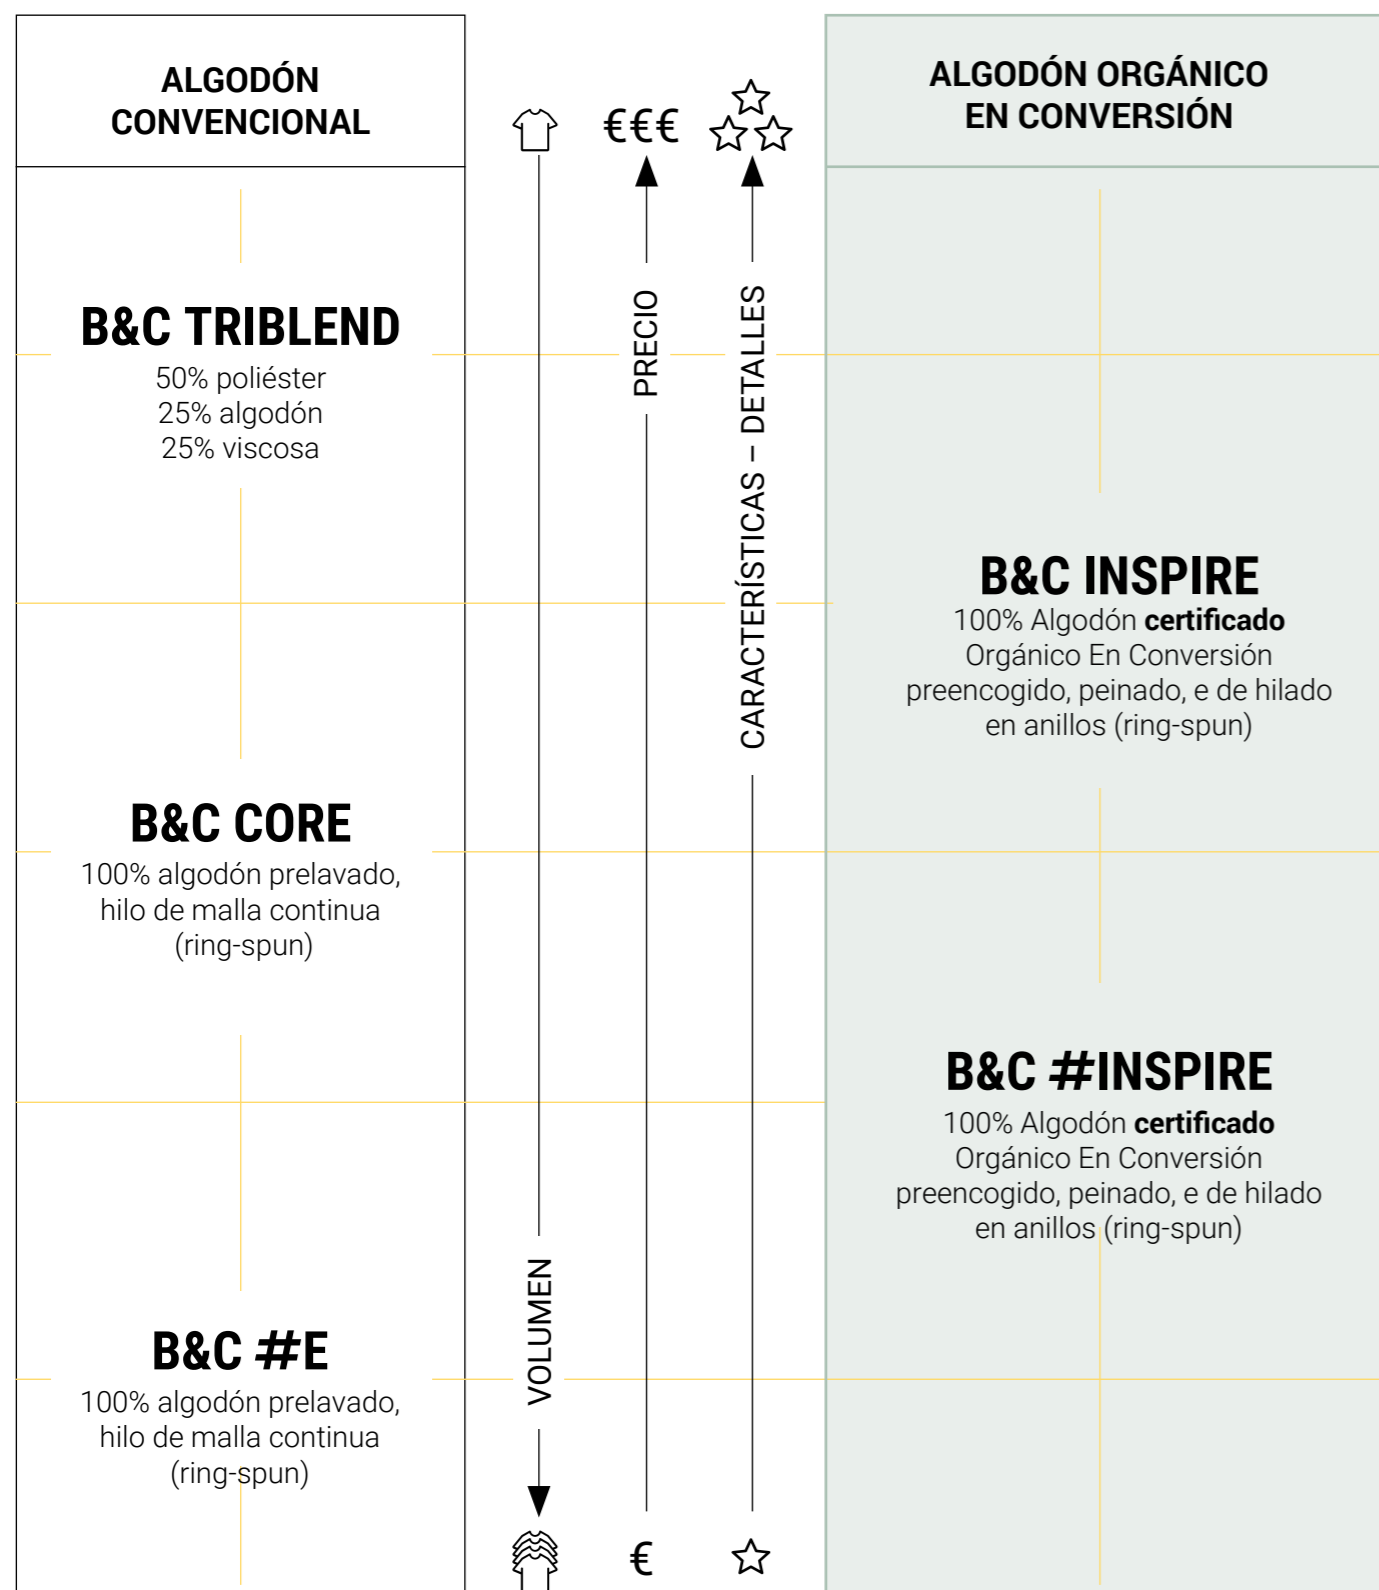 ALGODÓN
CONVENCIONAL
B&C TRIBLEND
50% poliéster
25% algodón
25% viscosa
B&C CORE
100% algodón prelavado,
hilo de malla continua
(ring-spun)
B&C #E
100% algodón prelavado,
hilo de malla continua
(ring-spun)
VOLUMEN
€€€
PRECIO
€
CARACTERÍSTICAS – DETALLES
ALGODÓN ORGÁNICO
EN CONVERSIÓN
B&C INSPIRE
100% Algodón certificado
Orgánico En Conversión
preencogido, peinado, e de hilado
en anillos (ring-spun)
B&C #INSPIRE
100% Algodón certificado
Orgánico En Conversión
preencogido, peinado, e de hilado
en anillos (ring-spun)